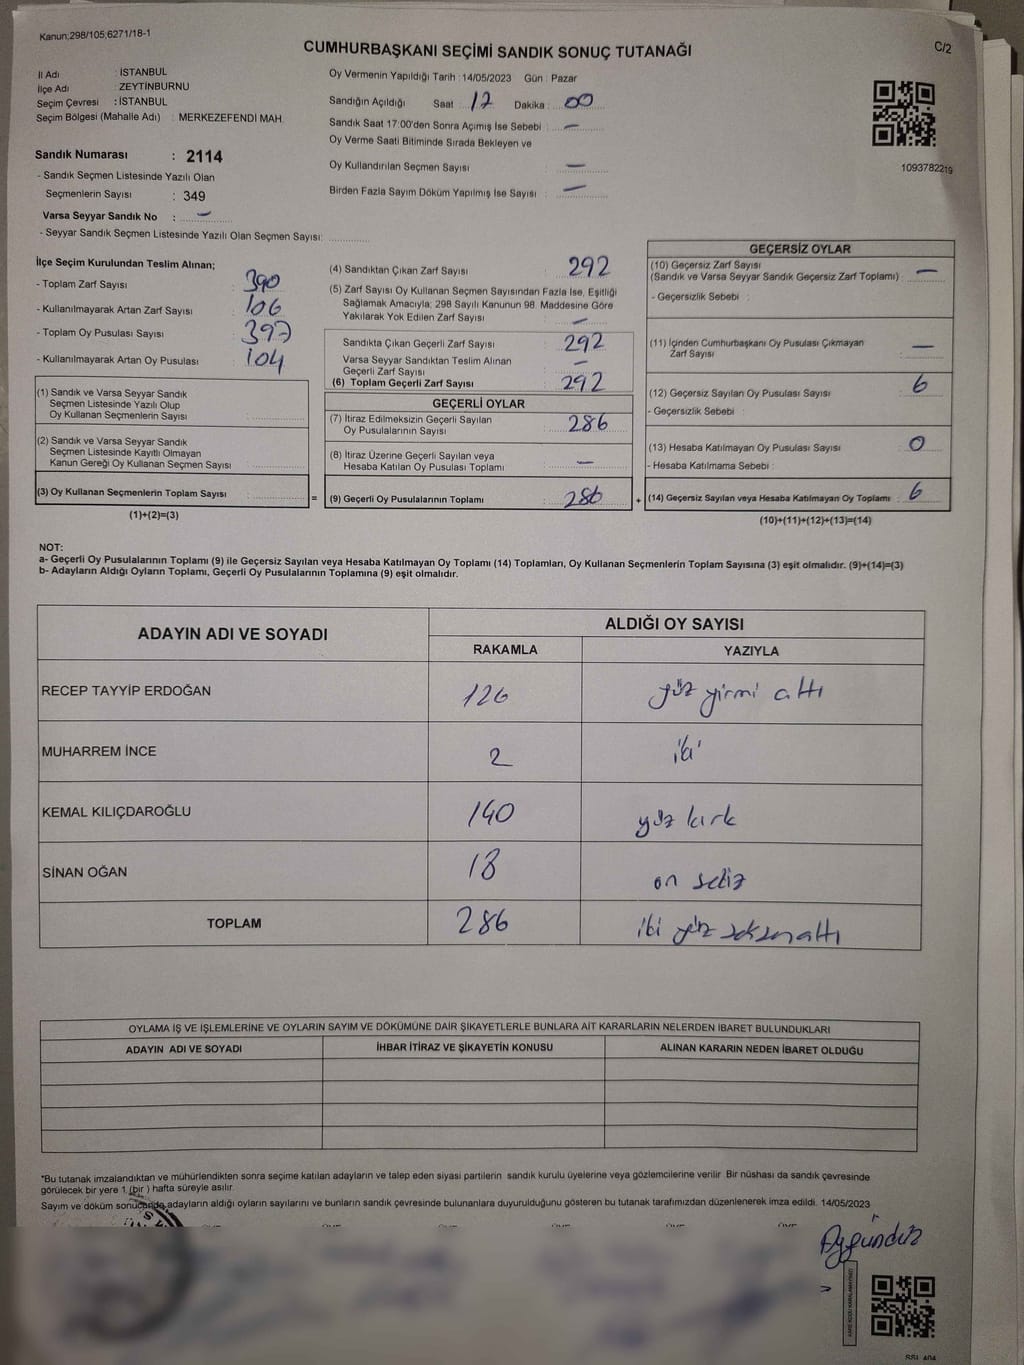 Kanun;298/105;6271/18-1
CUMHURBAŞKANI SEÇİMİ SANDIK SONUÇ TUTANAĞI
C/2
İl Adı : İSTANBUL
İlçe Adı : ZEYTİNBURNU
Seçim Çevresi : İSTANBUL
Seçim Bölgesi (Mahalle Adı) : MERKEZEFENDİ MAH.
Sandık Numarası : 2114
- Sandık Seçmen Listesinde Yazılı Olan
Seçmenlerin Sayısı : 349
Varsa Seyyar Sandık No : —
- Seyyar Sandık Seçmen Listesinde Yazılı Olan Seçmen Sayısı:
Oy Vermenin Yapıldığı Tarih : 14/05/2023 Gün : Pazar
Sandığın Açıldığı Saat 17 Dakika : 00
Sandık Saat 17:00'den Sonra Açımış İse Sebebi : —
Oy Verme Saati Bitiminde Sırada Bekleyen ve
Oy Kullandırılan Seçmen Sayısı : —
Birden Fazla Sayım Döküm Yapılmış İse Sayısı : —
1093782219
İlçe Seçim Kurulundan Teslim Alınan;
- Toplam Zarf Sayısı : 390
- Kullanılmayarak Artan Zarf Sayısı : 106
- Toplam Oy Pusulası Sayısı : 397
- Kullanılmayarak Artan Oy Pusulası : 104
(1) Sandık ve Varsa Seyyar Sandık
Seçmen Listesinde Yazılı Olup
Oy Kullanan Seçmenlerin Sayısı :
(2) Sandık ve Varsa Seyyar Sandık
Seçmen Listesinde Kayıtlı Olmayan
Kanun Gereği Oy Kullanan Seçmen Sayısı :
(3) Oy Kullanan Seçmenlerin Toplam Sayısı :
(1)+(2)=(3)
(4) Sandıktan Çıkan Zarf Sayısı : 292
(5) Zarf Sayısı Oy Kullanan Seçmen Sayısından Fazla İse, Eşitliği
Sağlamak Amacıyla; 298 Sayılı Kanunun 98. Maddesine Göre
Yakılarak Yok Edilen Zarf Sayısı : —
Sandıkta Çıkan Geçerli Zarf Sayısı : 292
Varsa Seyyar Sandıktan Teslim Alınan
Geçerli Zarf Sayısı : —
(6) Toplam Geçerli Zarf Sayısı : 292
GEÇERLİ OYLAR
(7) İtiraz Edilmeksizin Geçerli Sayılan
Oy Pusulalarının Sayısı : 286
(8) İtiraz Üzerine Geçerli Sayılan veya
Hesaba Katılan Oy Pusulası Toplamı : —
= (9) Geçerli Oy Pusulalarının Toplamı : 286
GEÇERSİZ OYLAR
(10) Geçersiz Zarf Sayısı
(Sandık ve Varsa Seyyar Sandık Geçersiz Zarf Toplamı) : —
- Geçersizlik Sebebi :
(11) İçinden Cumhurbaşkanı Oy Pusulası Çıkmayan
Zarf Sayısı : —
(12) Geçersiz Sayılan Oy Pusulası Sayısı : 6
- Geçersizlik Sebebi :
(13) Hesaba Katılmayan Oy Pusulası Sayısı : 0
- Hesaba Katılmama Sebebi :
+ (14) Geçersiz Sayılan veya Hesaba Katılmayan Oy Toplamı : 6
(10)+(11)+(12)+(13)=(14)
NOT:
a- Geçerli Oy Pusulalarının Toplamı (9) ile Geçersiz Sayılan veya Hesaba Katılmayan Oy Toplamı (14) Toplamları, Oy Kullanan Seçmenlerin Toplam Sayısına (3) eşit olmalıdır. (9)+(14)=(3)
b- Adayların Aldığı Oyların Toplamı, Geçerli Oy Pusulalarının Toplamına (9) eşit olmalıdır.
ADAYIN ADI VE SOYADI ALDIĞI OY SAYISI
RAKAMLA YAZIYLA
RECEP TAYYİP ERDOĞAN 126 yüz yirmi altı
MUHARREM İNCE 2 iki
KEMAL KILIÇDAROĞLU 140 yüz kırk
SİNAN OĞAN 18 on sekiz
TOPLAM 286 iki yüz seksen altı
OYLAMA İŞ VE İŞLEMLERİNE VE OYLARIN SAYIM VE DÖKÜMÜNE DAİR ŞİKAYETLERLE BUNLARA AİT KARARLARIN NELERDEN İBARET BULUNDUKLARI
ADAYIN ADI VE SOYADI İHBAR İTİRAZ VE ŞİKAYETİN KONUSU ALINAN KARARIN NEDEN İBARET OLDUĞU
*Bu tutanak imzalandıktan ve mühürlendikten sonra seçime katılan adayların ve talep eden siyasi partilerin sandık kurulu üyelerine veya gözlemcilerine verilir. Bir nüshası da sandık çevresinde
görülecek bir yere 1 (bir ) hafta süreyle asılır.
Sayım ve döküm sonucunda adayların aldığı oyların sayılarını ve bunların sandık çevresinde bulunanlara duyurulduğunu gösteren bu tutanak tarafımızdan düzenlenerek imza edildi. 14/05/2023
Aygündüz
KARE KODU KARALAMAYINIZ!